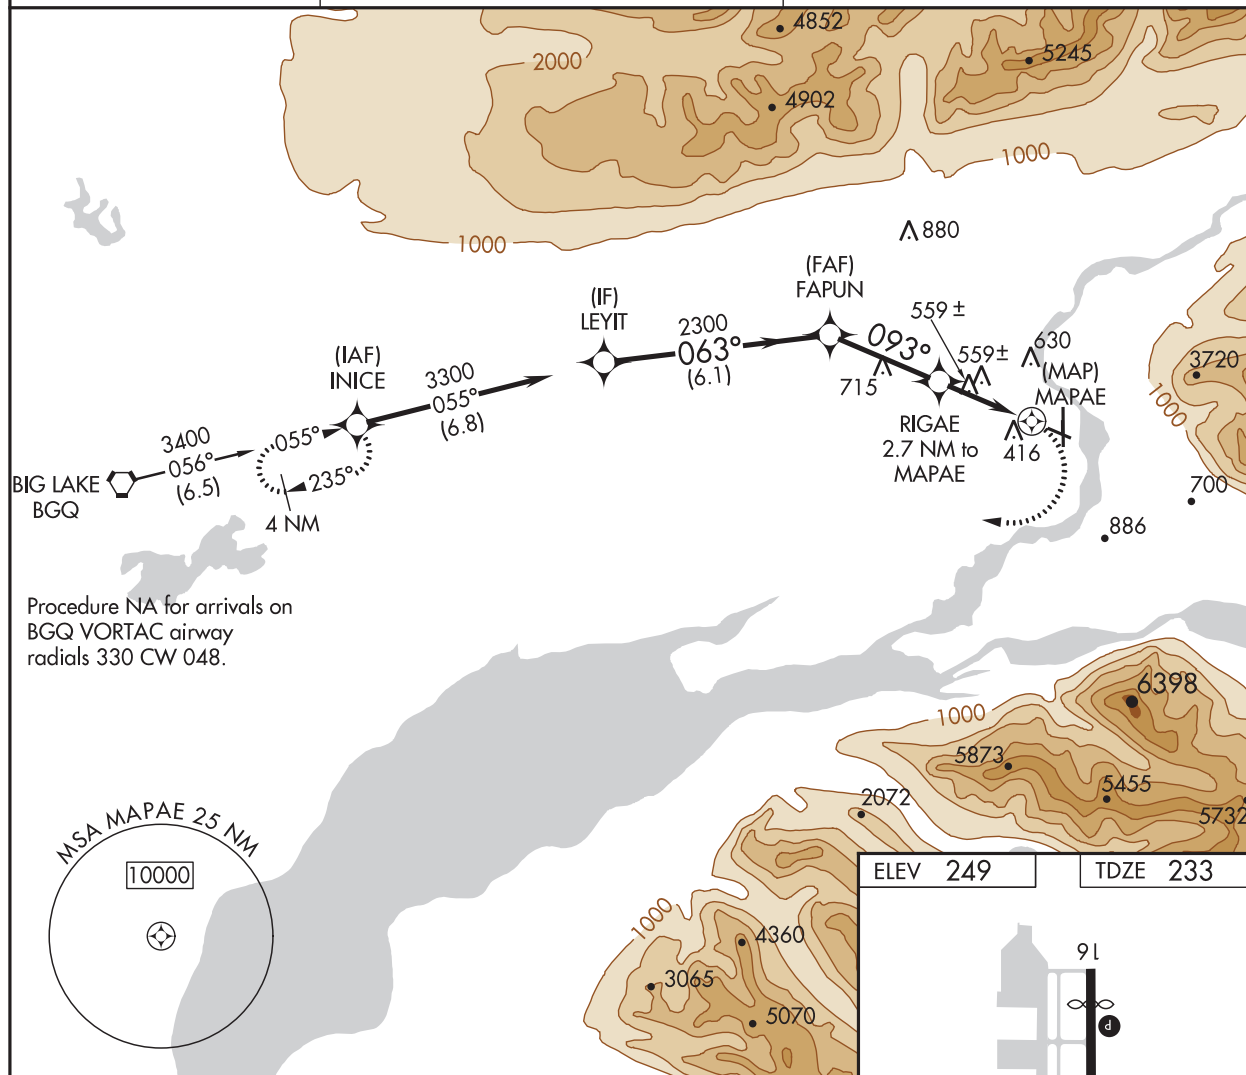 4852
5245
2000
4902
1000
1000
880
(FAF)
FAPUN
(IF)
LEYIT
559 ±
2300
063°
(6.1)
093°
559±
630
(MAP)
MAPAE
3720
1000
715
(IAF)
INICE
3300
055°
(6.8)
RIGAE
2.7 NM to
MAPAE
416
3400
056°
(6.5)
055°
235°
4 NM
BIG LAKE
BGQ
700
886
Procedure NA for arrivals on
BGQ VORTAC airway
radials 330 CW 048.
6398
1000
5873
5455
5732
2072
MSA MAPAE 25 NM
10000
1000
4360
3065
5070
ELEV 249
TDZE 233
16
P